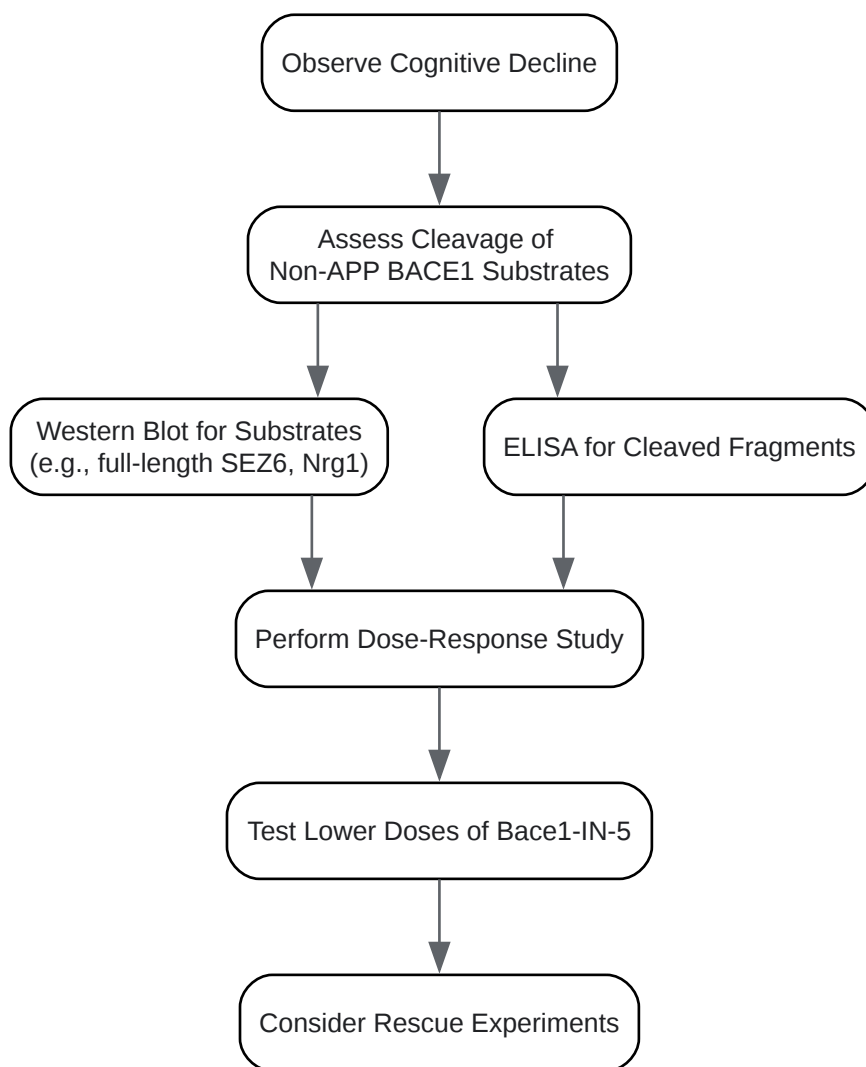 Observe Cognitive Decline
Assess Cleavage of
Non-APP BACE1 Substrates
Western Blot for Substrates
(e.g., full-length SEZ6, Nrg1)
ELISA for Cleaved Fragments
Perform Dose-Response Study
Test Lower Doses of Bace1-IN-5
Consider Rescue Experiments